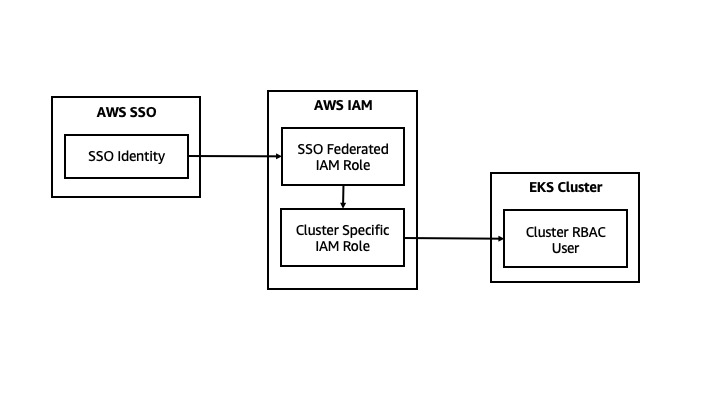 AWS SSO
SSO Identity
AWS IAM
SSO Federated
IAM Role
Cluster Specific
IAM Role
EKS Cluster
Cluster RBAC
User